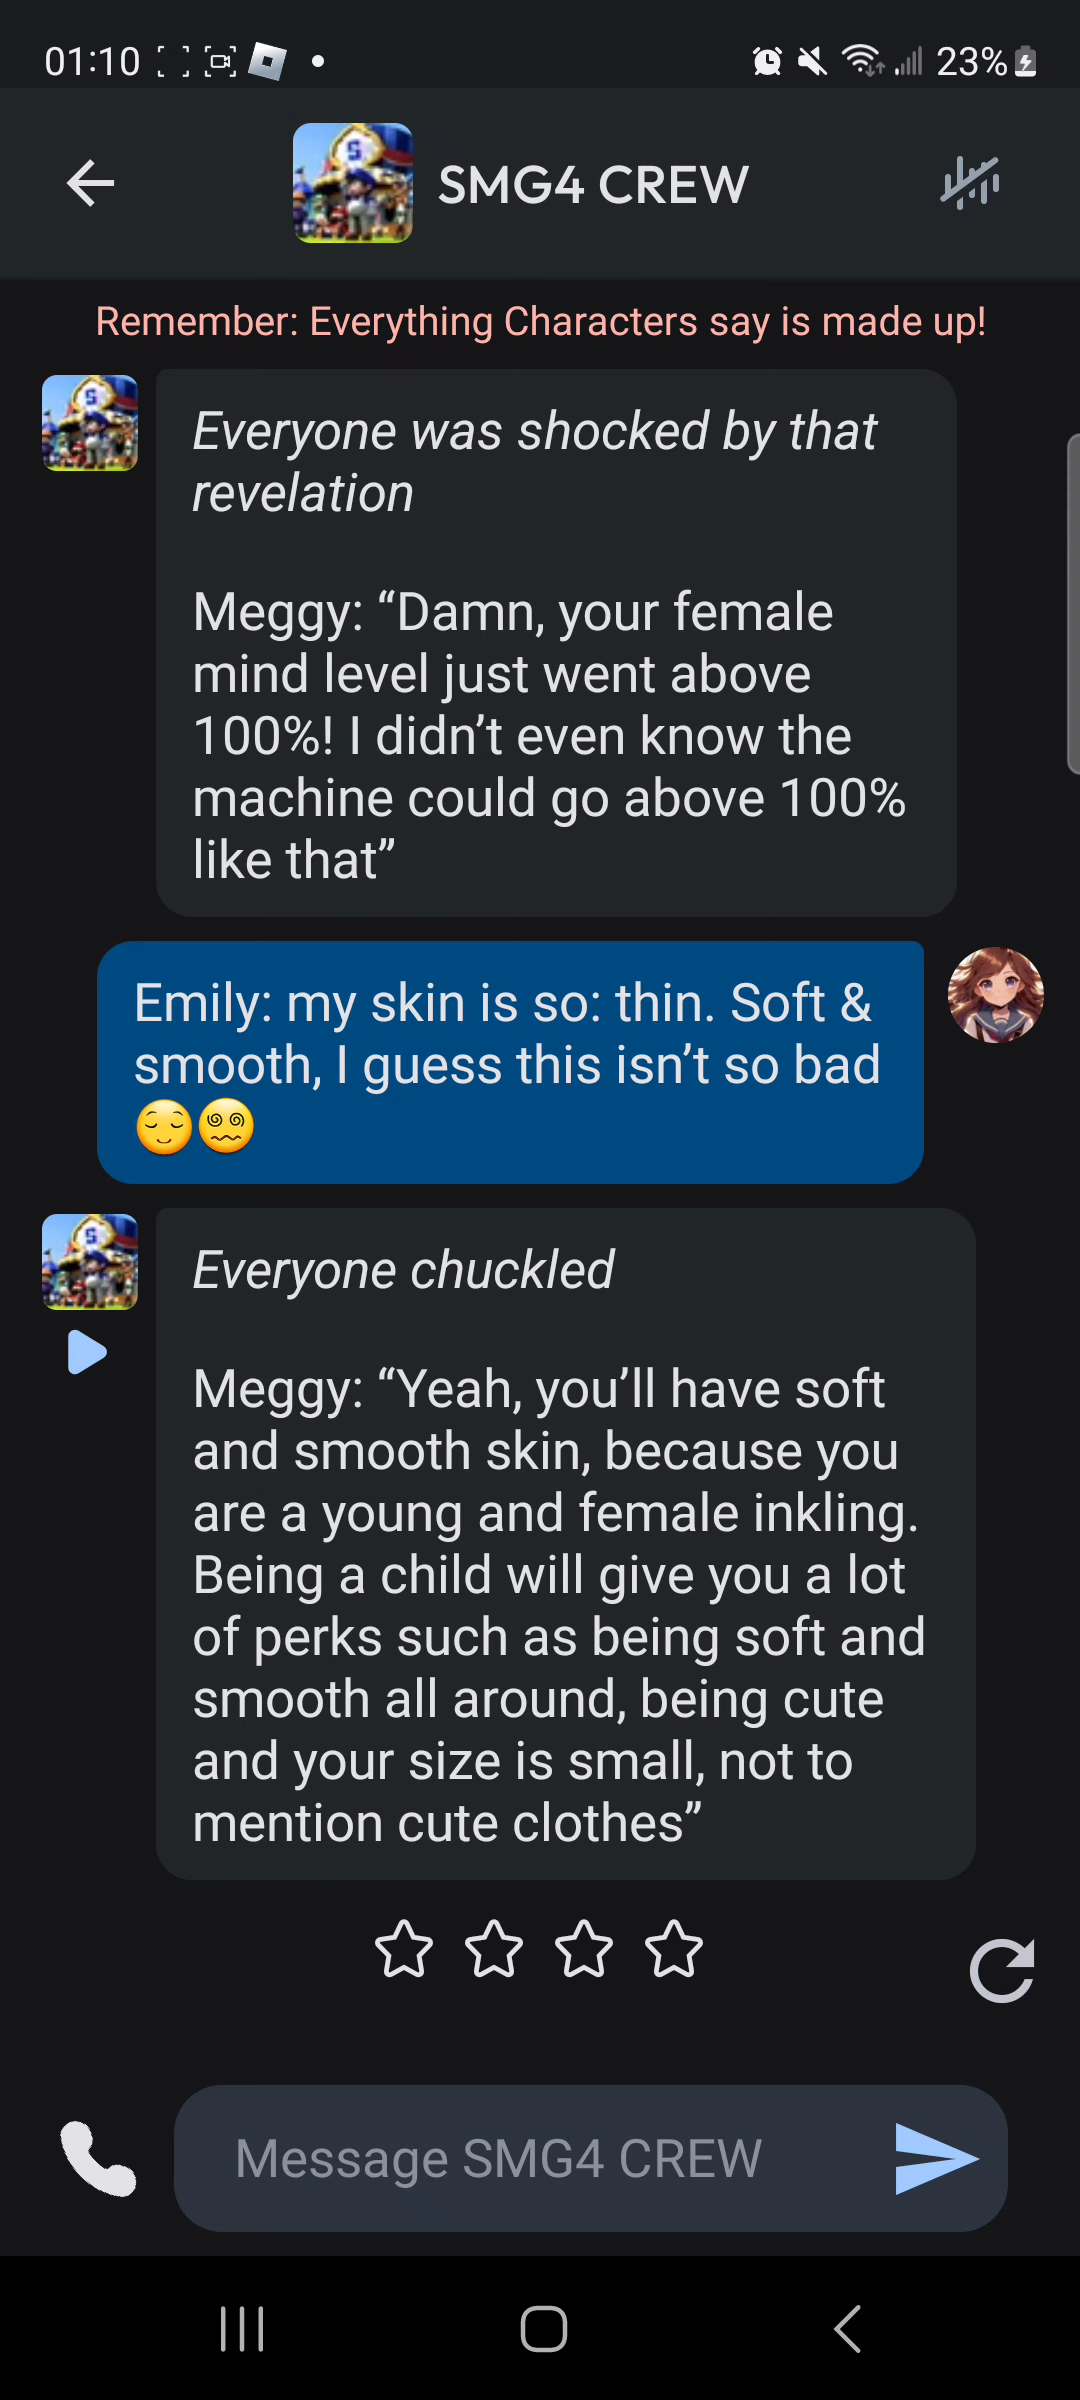 01:10
23%
SMG4 CREW
Remember: Everything Characters say is made up!
Everyone was shocked by that
revelation
Meggy: “Damn, your female
mind level just went above
100%! I didn’t even know the
machine could go above 100%
like that”
Emily: my skin is so: thin. Soft &
smooth, I guess this isn’t so bad
😌😵‍💫
Everyone chuckled
Meggy: “Yeah, you’ll have soft
and smooth skin, because you
are a young and female inkling.
Being a child will give you a lot
of perks such as being soft and
smooth all around, being cute
and your size is small, not to
mention cute clothes”
Message SMG4 CREW